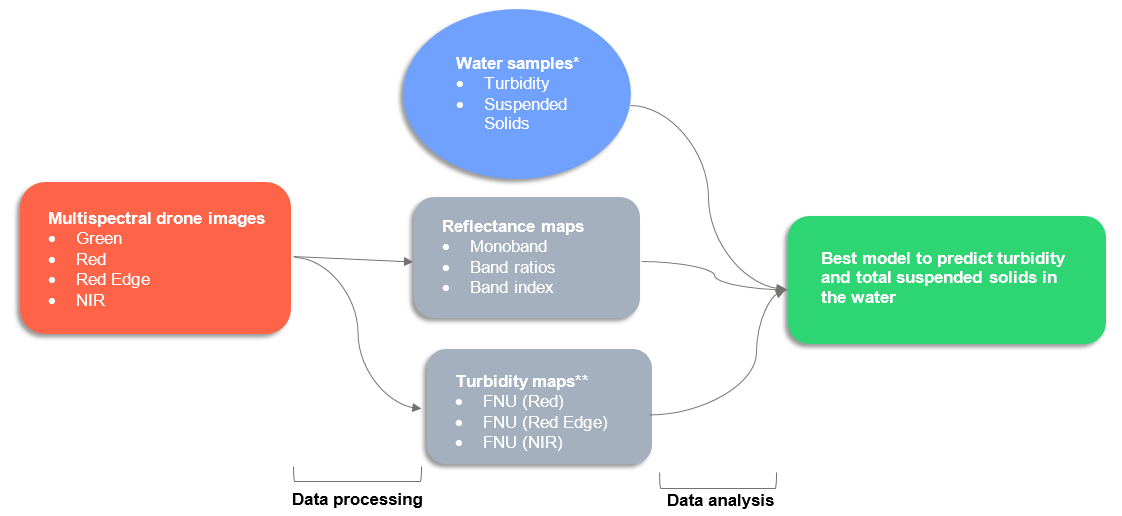 Water samples*
• Turbidity
• Suspended
Solids
Multispectral drone images
• Green
• Red
• Red Edge
• NIR
Reflectance maps
• Monoband
• Band ratios
• Band index
Turbidity maps**
• FNU (Red)
• FNU (Red Edge)
• FNU (NIR)
Best model to predict turbidity
and total suspended solids in
the water
Data processing
Data analysis